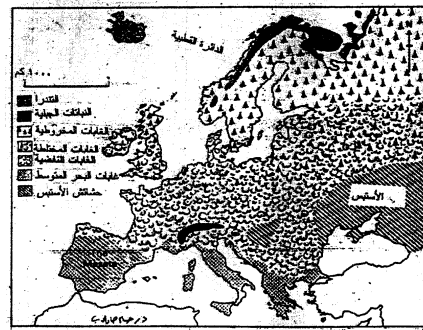 الدائرة القطبية
١٠٠٠ كم
التندرا
النباتات الجبلية
الغابات المخروطية
الغابات المختلطة
الغابات النفضية
غابات البحر المتوسط
حشائش الأستبس
الأستبس